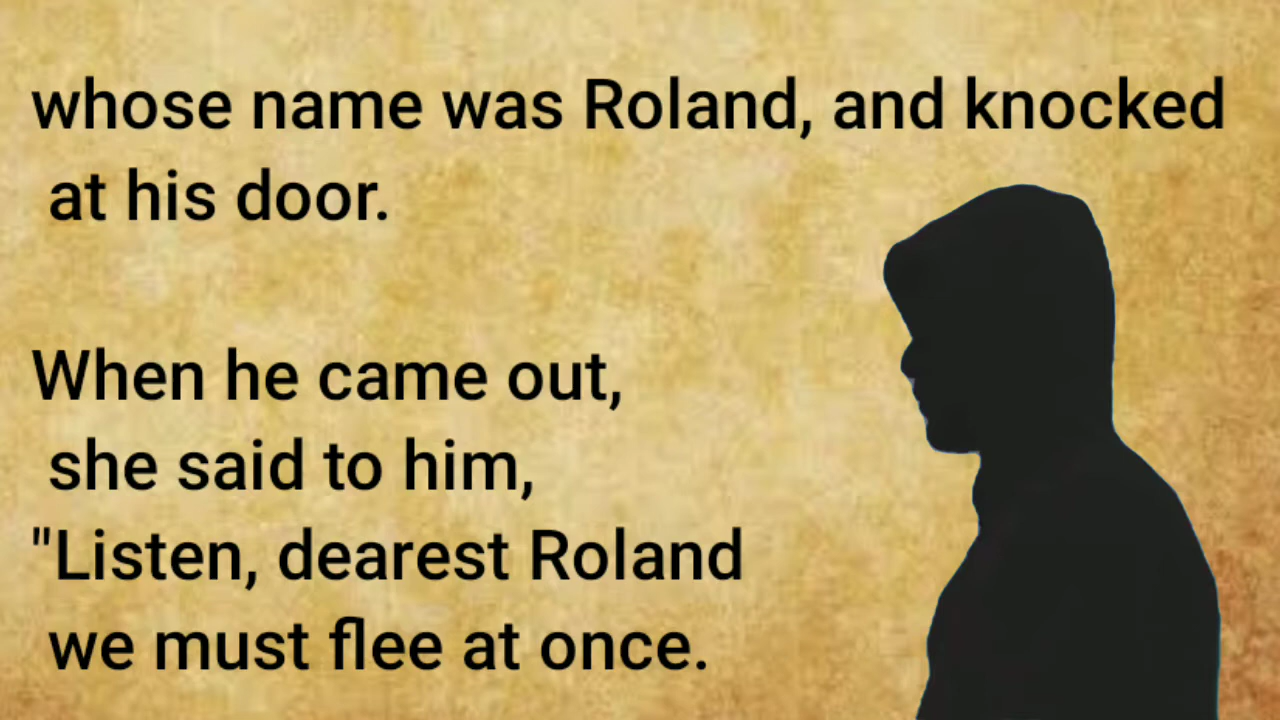 whose name was Roland, and knocked
at his door.
When he came out,
she said to him,
"Listen, dearest Roland
we must flee at once.